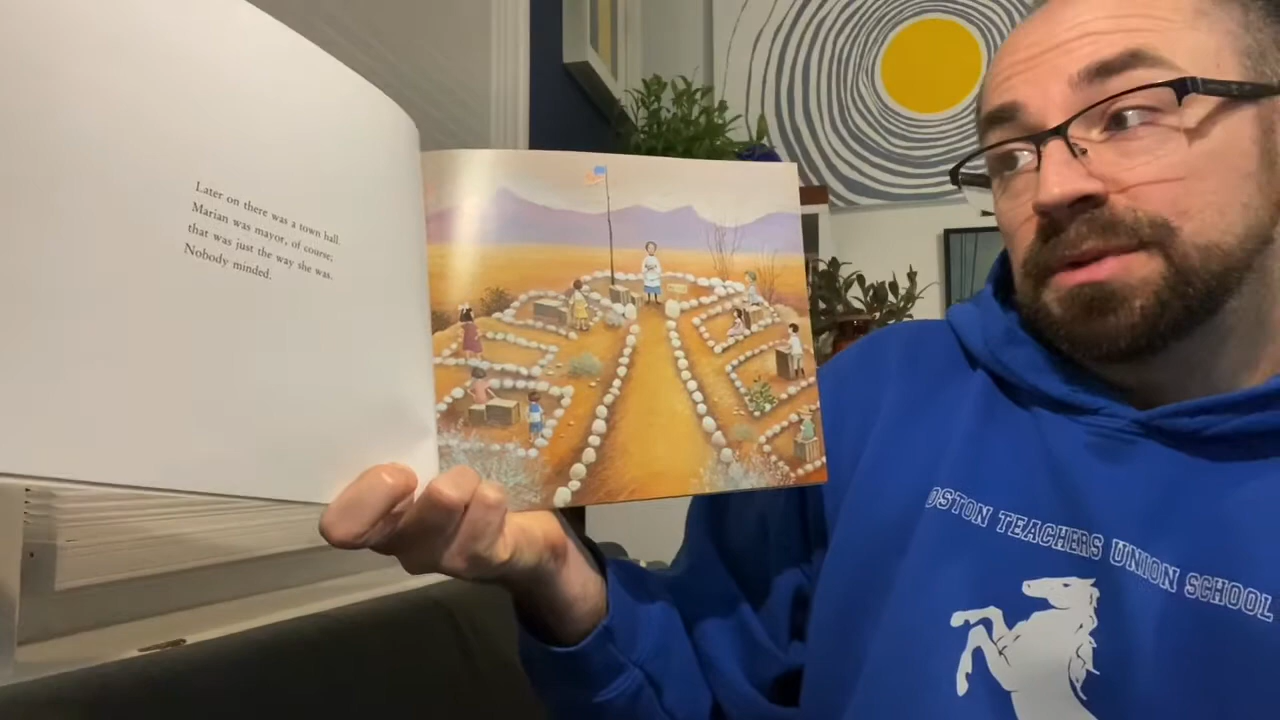 Later on there was a town hall.
Marian was mayor, of course;
that was just the way she was.
Nobody minded.
OSTON TEACHERS UNION SCHOOL